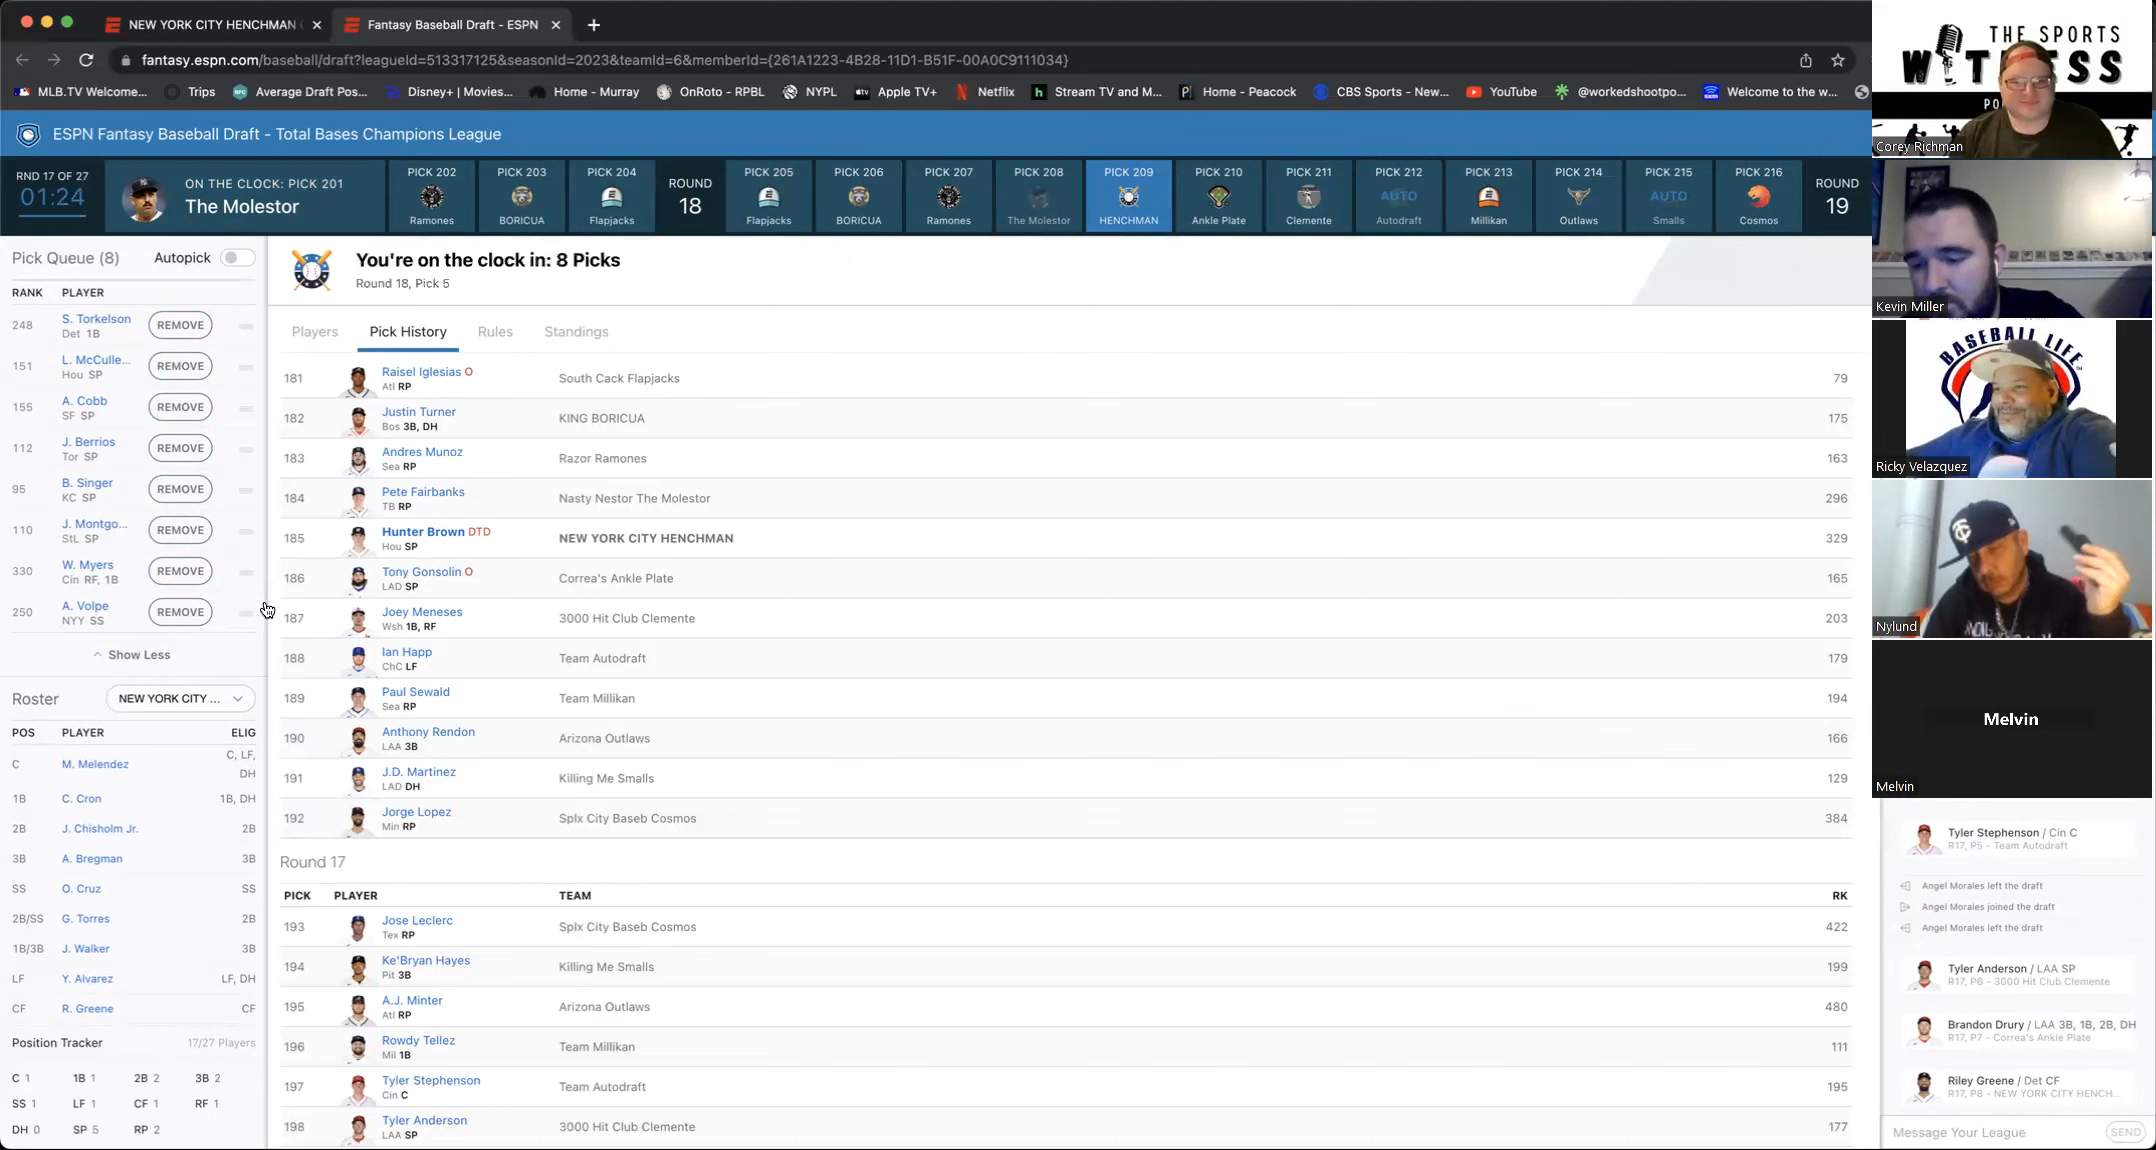 NEW YORK CITY HENCHMAN
Fantasy Baseball Draft - ESPN
fantasy.espn.com/baseball/draft?leagueId=513317125&seasonId=2023&teamId=6&memberId={261A1223-4B28-11D1-B51F-00A0C9111034}
MLB.TV Welcome... Trips Average Draft Pos... Disney+ | Movies... Home - Murray OnRoto - RPBL NYPL Apple TV+ Netflix Stream TV and M... Home - Peacock CBS Sports - New... YouTube @workedshootpo... Welcome to the w...
ESPN Fantasy Baseball Draft - Total Bases Champions League
RND 17 OF 27
01:24
ON THE CLOCK: PICK 201
The Molestor
PICK 202
Ramones
PICK 203
BORICUA
PICK 204
Flapjacks
ROUND
18
PICK 205
Flapjacks
PICK 206
BORICUA
PICK 207
Ramones
PICK 208
The Molestor
PICK 209
HENCHMAN
PICK 210
Ankle Plate
PICK 211
Clemente
PICK 212
AUTO
Autodraft
PICK 213
Millikan
PICK 214
Outlaws
PICK 215
AUTO
Smalls
PICK 216
Cosmos
ROUND
19
Pick Queue (8) Autopick
RANK PLAYER
248 S. Torkelson REMOVE
Det 1B
151 L. McCulle... REMOVE
Hou SP
155 A. Cobb REMOVE
SF SP
112 J. Berrios REMOVE
Tor SP
95 B. Singer REMOVE
KC SP
110 J. Montgo... REMOVE
StL SP
330 W. Myers REMOVE
Cin RF, 1B
250 A. Volpe REMOVE
NYY SS
Show Less
Roster NEW YORK CITY ...
POS PLAYER ELIG
C M. Melendez C, LF, DH
1B C. Cron 1B, DH
2B J. Chisholm Jr. 2B
3B A. Bregman 3B
SS O. Cruz SS
2B/SS G. Torres 2B
1B/3B J. Walker 3B
LF Y. Alvarez LF, DH
CF R. Greene CF
Position Tracker 17/27 Players
C 1 1B 1 2B 2 3B 2
SS 1 LF 1 CF 1 RF 1
DH 0 SP 5 RP 2
You're on the clock in: 8 Picks
Round 18, Pick 5
Players Pick History Rules Standings
181 Raisel Iglesias O South Cack Flapjacks 79
Atl RP
182 Justin Turner KING BORICUA 175
Bos 3B, DH
183 Andres Munoz Razor Ramones 163
Sea RP
184 Pete Fairbanks Nasty Nestor The Molestor 296
TB RP
185 Hunter Brown DTD NEW YORK CITY HENCHMAN 329
Hou SP
186 Tony Gonsolin O Correa's Ankle Plate 165
LAD SP
187 Joey Meneses 3000 Hit Club Clemente 203
Wsh 1B, RF
188 Ian Happ Team Autodraft 179
ChC LF
189 Paul Sewald Team Millikan 194
Sea RP
190 Anthony Rendon Arizona Outlaws 166
LAA 3B
191 J.D. Martinez Killing Me Smalls 129
LAD DH
192 Jorge Lopez Splx City Baseb Cosmos 384
Min RP
Round 17
PICK PLAYER TEAM RK
193 Jose Leclerc Splx City Baseb Cosmos 422
Tex RP
194 Ke'Bryan Hayes Killing Me Smalls 199
Pit 3B
195 A.J. Minter Arizona Outlaws 480
Atl RP
196 Rowdy Tellez Team Millikan 111
Mil 1B
197 Tyler Stephenson Team Autodraft 195
Cin C
198 Tyler Anderson 3000 Hit Club Clemente 177
LAA SP
THE SPORTS
Corey Richman
Kevin Miller
BASEBALL LIFE
Ricky Velazquez
Nylund
Melvin
Melvin
Tyler Stephenson / Cin C
R17, P5 - Team Autodraft
Angel Morales left the draft
Angel Morales joined the draft
Angel Morales left the draft
Tyler Anderson / LAA SP
R17, P6 - 3000 Hit Club Clemente
Brandon Drury / LAA 3B, 1B, 2B, DH
R17, P7 - Correa's Ankle Plate
Riley Greene / Det CF
R17, P8 - NEW YORK CITY HENCH...
Message Your League SEND